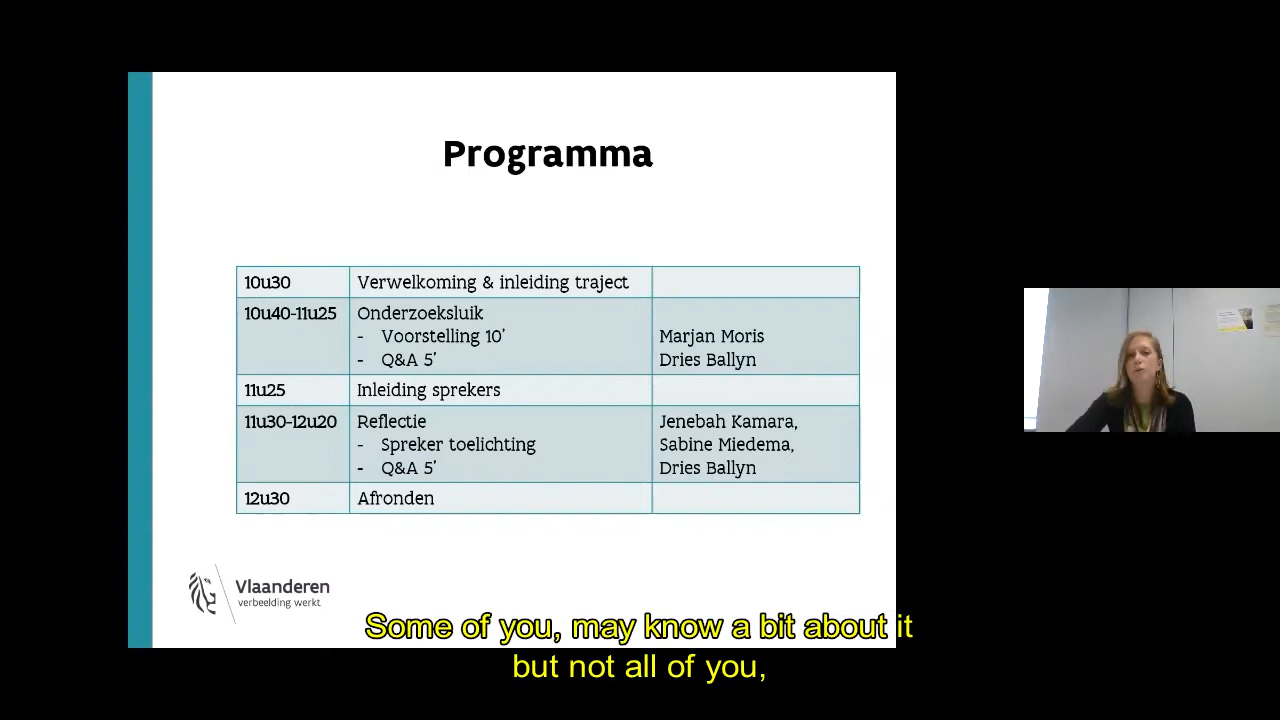 Programma
10u30 Verwelkoming & inleiding traject
10u40-11u25 Onderzoeksluik
- Voorstelling 10' Marjan Moris
- Q&A 5' Dries Ballyn
11u25 Inleiding sprekers
11u30-12u20 Reflectie Jenebah Kamara,
- Spreker toelichting Sabine Miedema,
- Q&A 5' Dries Ballyn
12u30 Afronden
Vlaanderen
verbeelding werkt
Some of you, may know a bit about it
but not all of you,